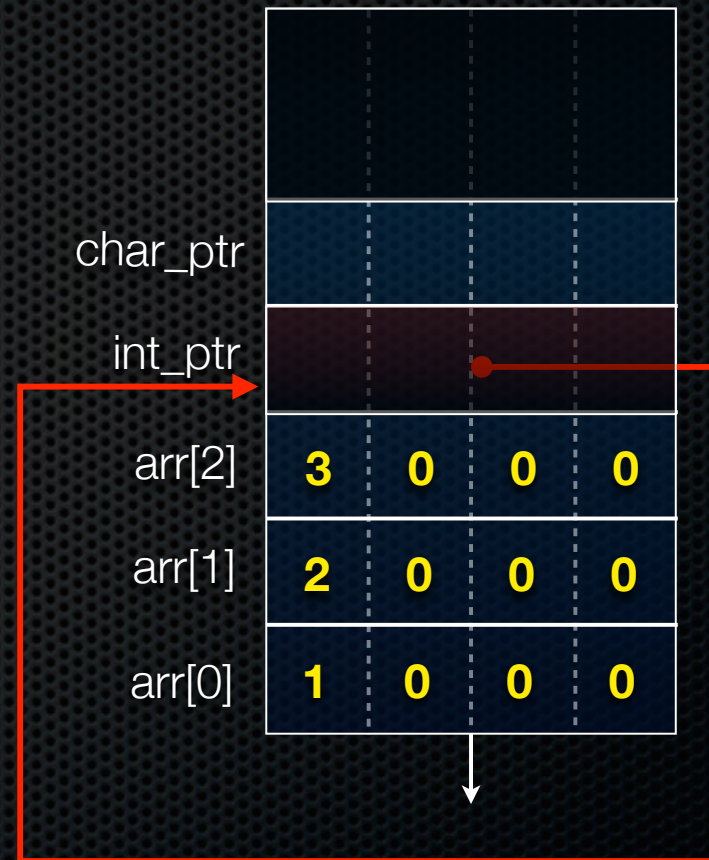 char_ptr
int_ptr
arr[2] 3 0 0 0
arr[1] 2 0 0 0
arr[0] 1 0 0 0